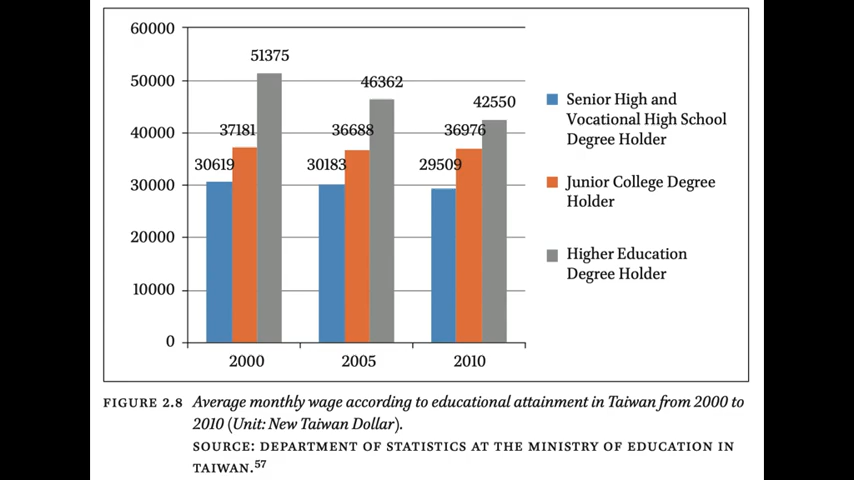 60000
50000
40000
30000
20000
10000
0
51375
46362
42550
37181
36688
36976
30619
30183
29509
2000
2005
2010
Senior High and
Vocational High School
Degree Holder
Junior College Degree
Holder
Higher Education
Degree Holder
FIGURE 2.8 Average monthly wage according to educational attainment in Taiwan from 2000 to
2010 (Unit: New Taiwan Dollar).
SOURCE: DEPARTMENT OF STATISTICS AT THE MINISTRY OF EDUCATION IN
TAIWAN.57